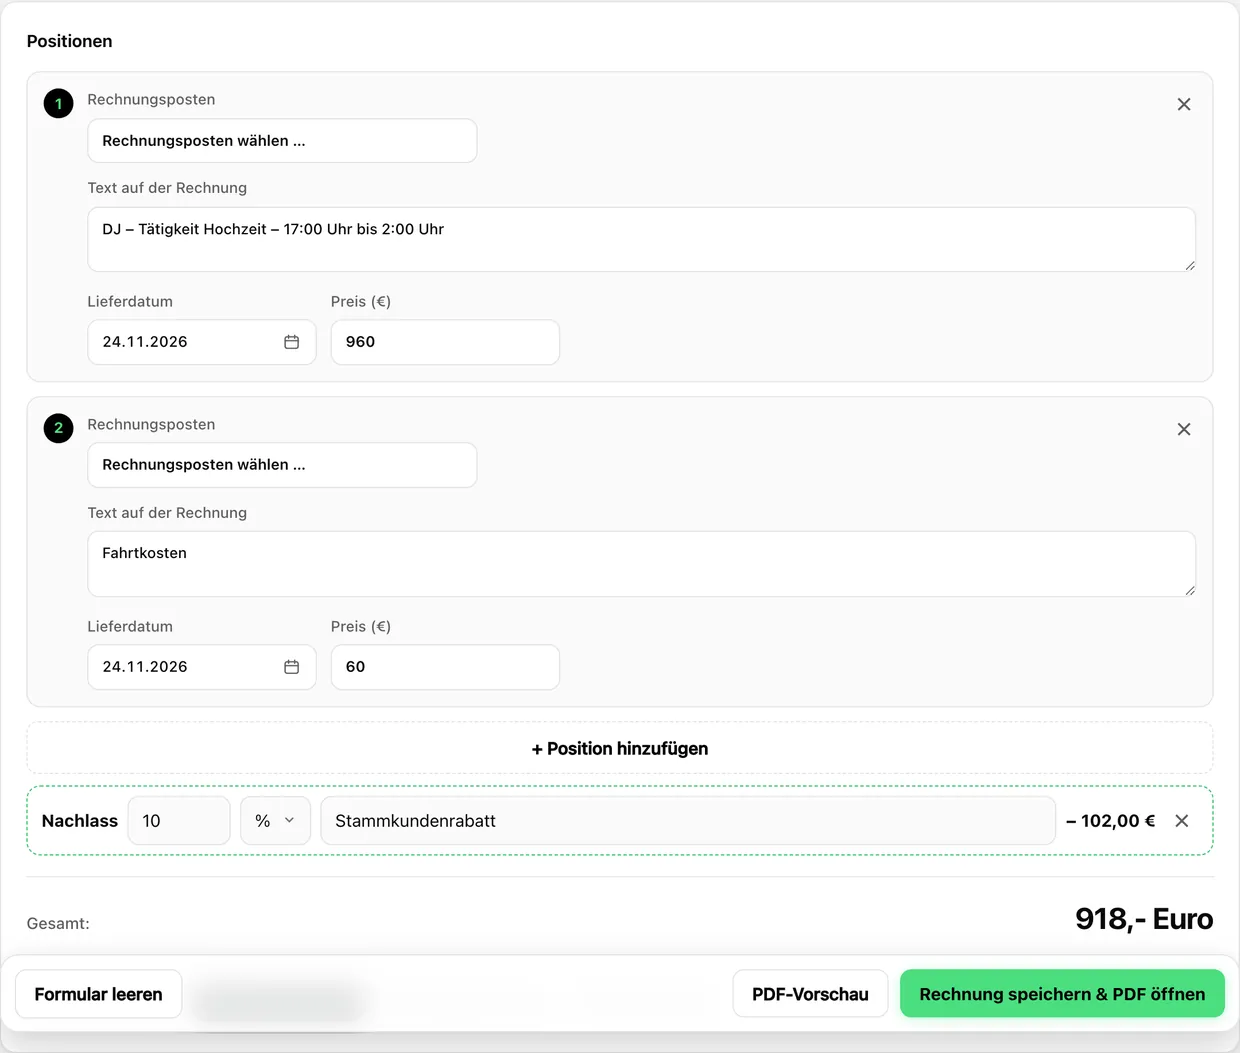 Positionen
1
Rechnungsposten
Rechnungsposten wählen ...
Text auf der Rechnung
DJ – Tätigkeit Hochzeit – 17:00 Uhr bis 2:00 Uhr
Lieferdatum
Preis (€)
24.11.2026
960
2
Rechnungsposten
Rechnungsposten wählen ...
Text auf der Rechnung
Fahrtkosten
Lieferdatum
Preis (€)
24.11.2026
60
+ Position hinzufügen
Nachlass 10 % Stammkundenrabatt – 102,00 €
Gesamt: 918,- Euro
Formular leeren
PDF-Vorschau
Rechnung speichern & PDF öffnen